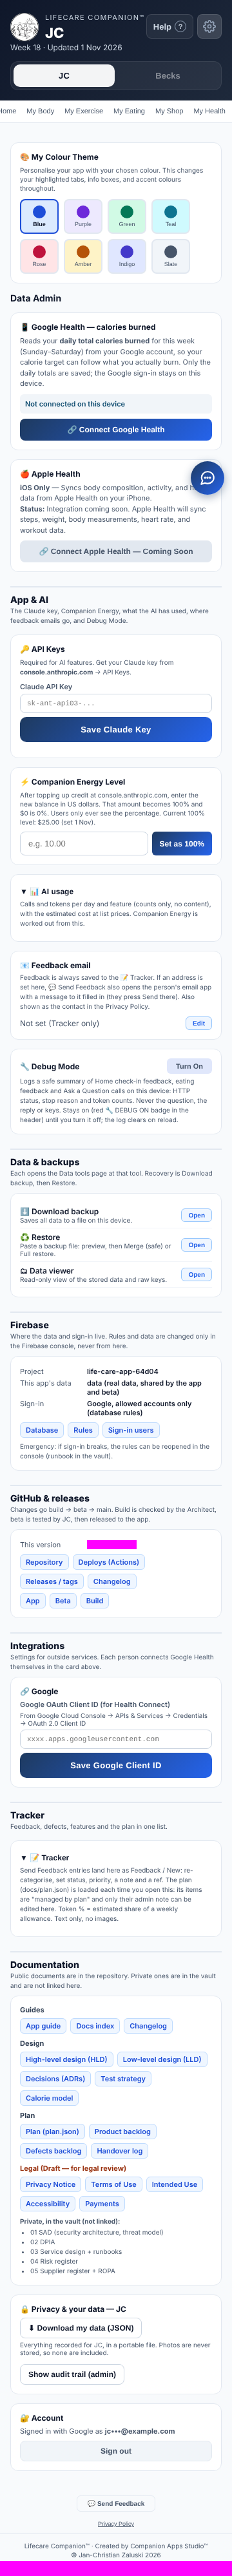 LIFECARE COMPANION™
JC
Help ?
Week 18 · Updated 1 Nov 2026
JC
Becks
Home
My Body
My Exercise
My Eating
My Shop
My Health
🎨 My Colour Theme
Personalise your app with your chosen colour. This changes
your highlighted tabs, info boxes, and accent colours
throughout.
Blue
Purple
Green
Teal
Rose
Amber
Indigo
Slate
Data Admin
📱 Google Health — calories burned
Reads your daily total calories burned for this week
(Sunday–Saturday) from your Google account, so your
calorie target can follow what you actually burn. Only the
daily totals are saved; the Google sign-in stays on this
device.
Not connected on this device
🔗 Connect Google Health
🍎 Apple Health
iOS Only — Syncs body composition, activity, and h
data from Apple Health on your iPhone.
Status: Integration coming soon. Apple Health will sync
steps, weight, body measurements, heart rate, and
workout data.
🔗 Connect Apple Health — Coming Soon
App & AI
The Claude key, Companion Energy, what the AI has used, where
feedback emails go, and Debug Mode.
🔑 API Keys
Required for AI features. Get your Claude key from
console.anthropic.com → API Keys.
Claude API Key
sk-ant-api03-...
Save Claude Key
⚡ Companion Energy Level
After topping up credit at console.anthropic.com, enter the
new balance in US dollars. That amount becomes 100% and
$0 is 0%. Users only ever see the percentage. Current 100%
level: $25.00 (set 1 Nov).
e.g. 10.00
Set as 100%
▼ 📊 AI usage
Calls and tokens per day and feature (counts only, no content),
with the estimated cost at list prices. Companion Energy is
worked out from this.
📧 Feedback email
Feedback is always saved to the 📝 Tracker. If an address is
set here, 💬 Send Feedback also opens the person's email app
with a message to it filled in (they press Send there). Also
shown as the contact in the Privacy Policy.
Not set (Tracker only)
Edit
🔧 Debug Mode
Turn On
Logs a safe summary of Home check-in feedback, eating
feedback and Ask a Question calls on this device: HTTP
status, stop reason and token counts. Never the question, the
reply or keys. Stays on (red 🔧 DEBUG ON badge in the
header) until you turn it off; the log clears on reload.
Data & backups
Each opens the Data tools page at that tool. Recovery is Download
backup, then Restore.
⬇️ Download backup
Saves all data to a file on this device.
Open
♻️ Restore
Paste a backup file: preview, then Merge (safe) or
Full restore.
Open
🗂 Data viewer
Read-only view of the stored data and raw keys.
Open
Firebase
Where the data and sign-in live. Rules and data are changed only in
the Firebase console, never from here.
Project
life-care-app-64d04
This app's data
data (real data, shared by the app
and beta)
Sign-in
Google, allowed accounts only
(database rules)
Database
Rules
Sign-in users
Emergency: if sign-in breaks, the rules can be reopened in the
console (runbook in the vault).
GitHub & releases
Changes go build → beta → main. Build is checked by the Architect,
beta is tested by JC, then released to the app.
This version
Repository
Deploys (Actions)
Releases / tags
Changelog
App
Beta
Build
Integrations
Settings for outside services. Each person connects Google Health
themselves in the card above.
🔗 Google
Google OAuth Client ID (for Health Connect)
From Google Cloud Console → APIs & Services → Credentials
→ OAuth 2.0 Client ID
xxxx.apps.googleusercontent.com
Save Google Client ID
Tracker
Feedback, defects, features and the plan in one list.
▼ 📝 Tracker
Send Feedback entries land here as Feedback / New: re-
categorise, set status, priority, a note and a ref. The plan
(docs/plan.json) is loaded each time you open this: its items
are "managed by plan" and only their admin note can be
edited here. Token % = estimated share of a weekly
allowance. Text only, no images.
Documentation
Public documents are in the repository. Private ones are in the vault
and are not linked here.
Guides
App guide
Docs index
Changelog
Design
High-level design (HLD)
Low-level design (LLD)
Decisions (ADRs)
Test strategy
Calorie model
Plan
Plan (plan.json)
Product backlog
Defects backlog
Handover log
Legal (Draft — for legal review)
Privacy Notice
Terms of Use
Intended Use
Accessibility
Payments
Private, in the vault (not linked):
• 01 SAD (security architecture, threat model)
• 02 DPIA
• 03 Service design + runbooks
• 04 Risk register
• 05 Supplier register + ROPA
🔒 Privacy & your data — JC
⬇ Download my data (JSON)
Everything recorded for JC, in a portable file. Photos are never
stored, so none are included.
Show audit trail (admin)
🔐 Account
Signed in with Google as jc•••@example.com
Sign out
💬 Send Feedback
Privacy Policy
Lifecare Companion™ · Created by Companion Apps Studio™
© Jan-Christian Zaluski 2026